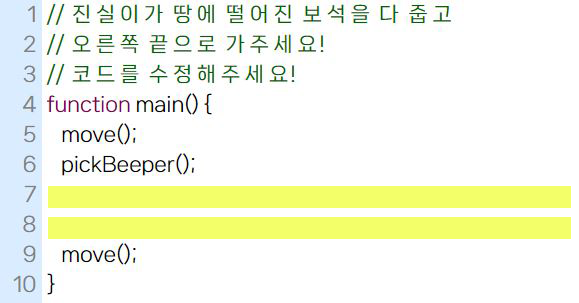 1 // 진실이가 땅에 떨어진 보석을 다 줍고
2 // 오른쪽 끝으로 가주세요!
3 // 코드를 수정해주세요!
4 function main() {
5 move();
6 pickBeeper();
7
8
9 move();
10 }